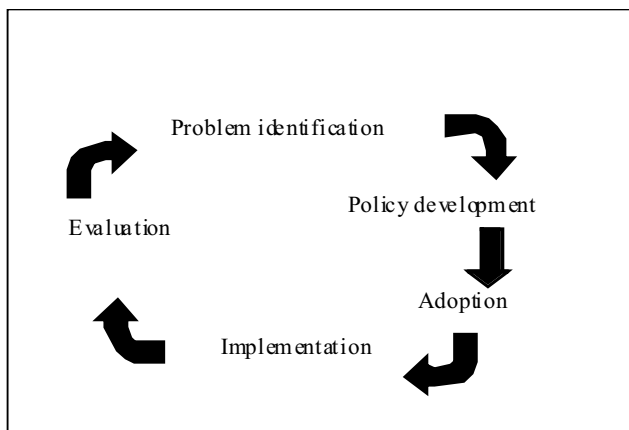 Problem identification
Policy development
Evaluation
Adoption
Implementation